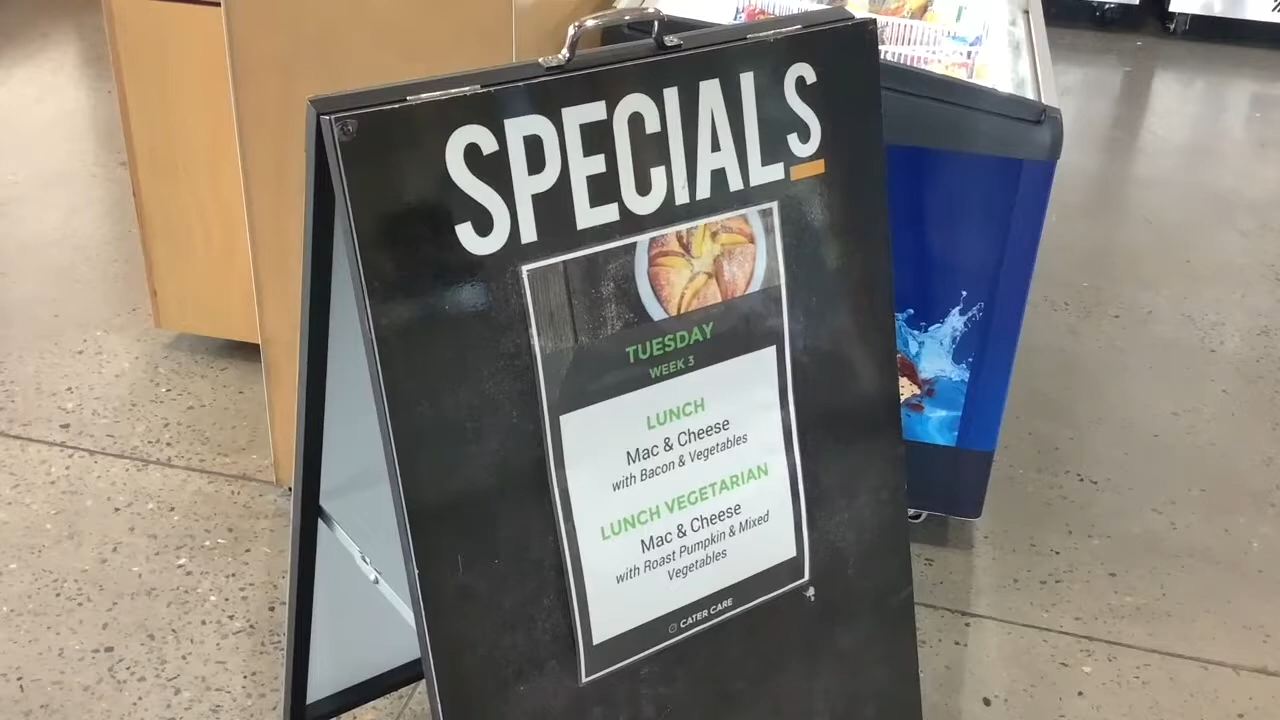 SPECIALS
TUESDAY
WEEK 3
LUNCH
Mac & Cheese
with Bacon & Vegetables
LUNCH VEGETARIAN
Mac & Cheese
with Roast Pumpkin & Mixed
Vegetables
CATER CARE